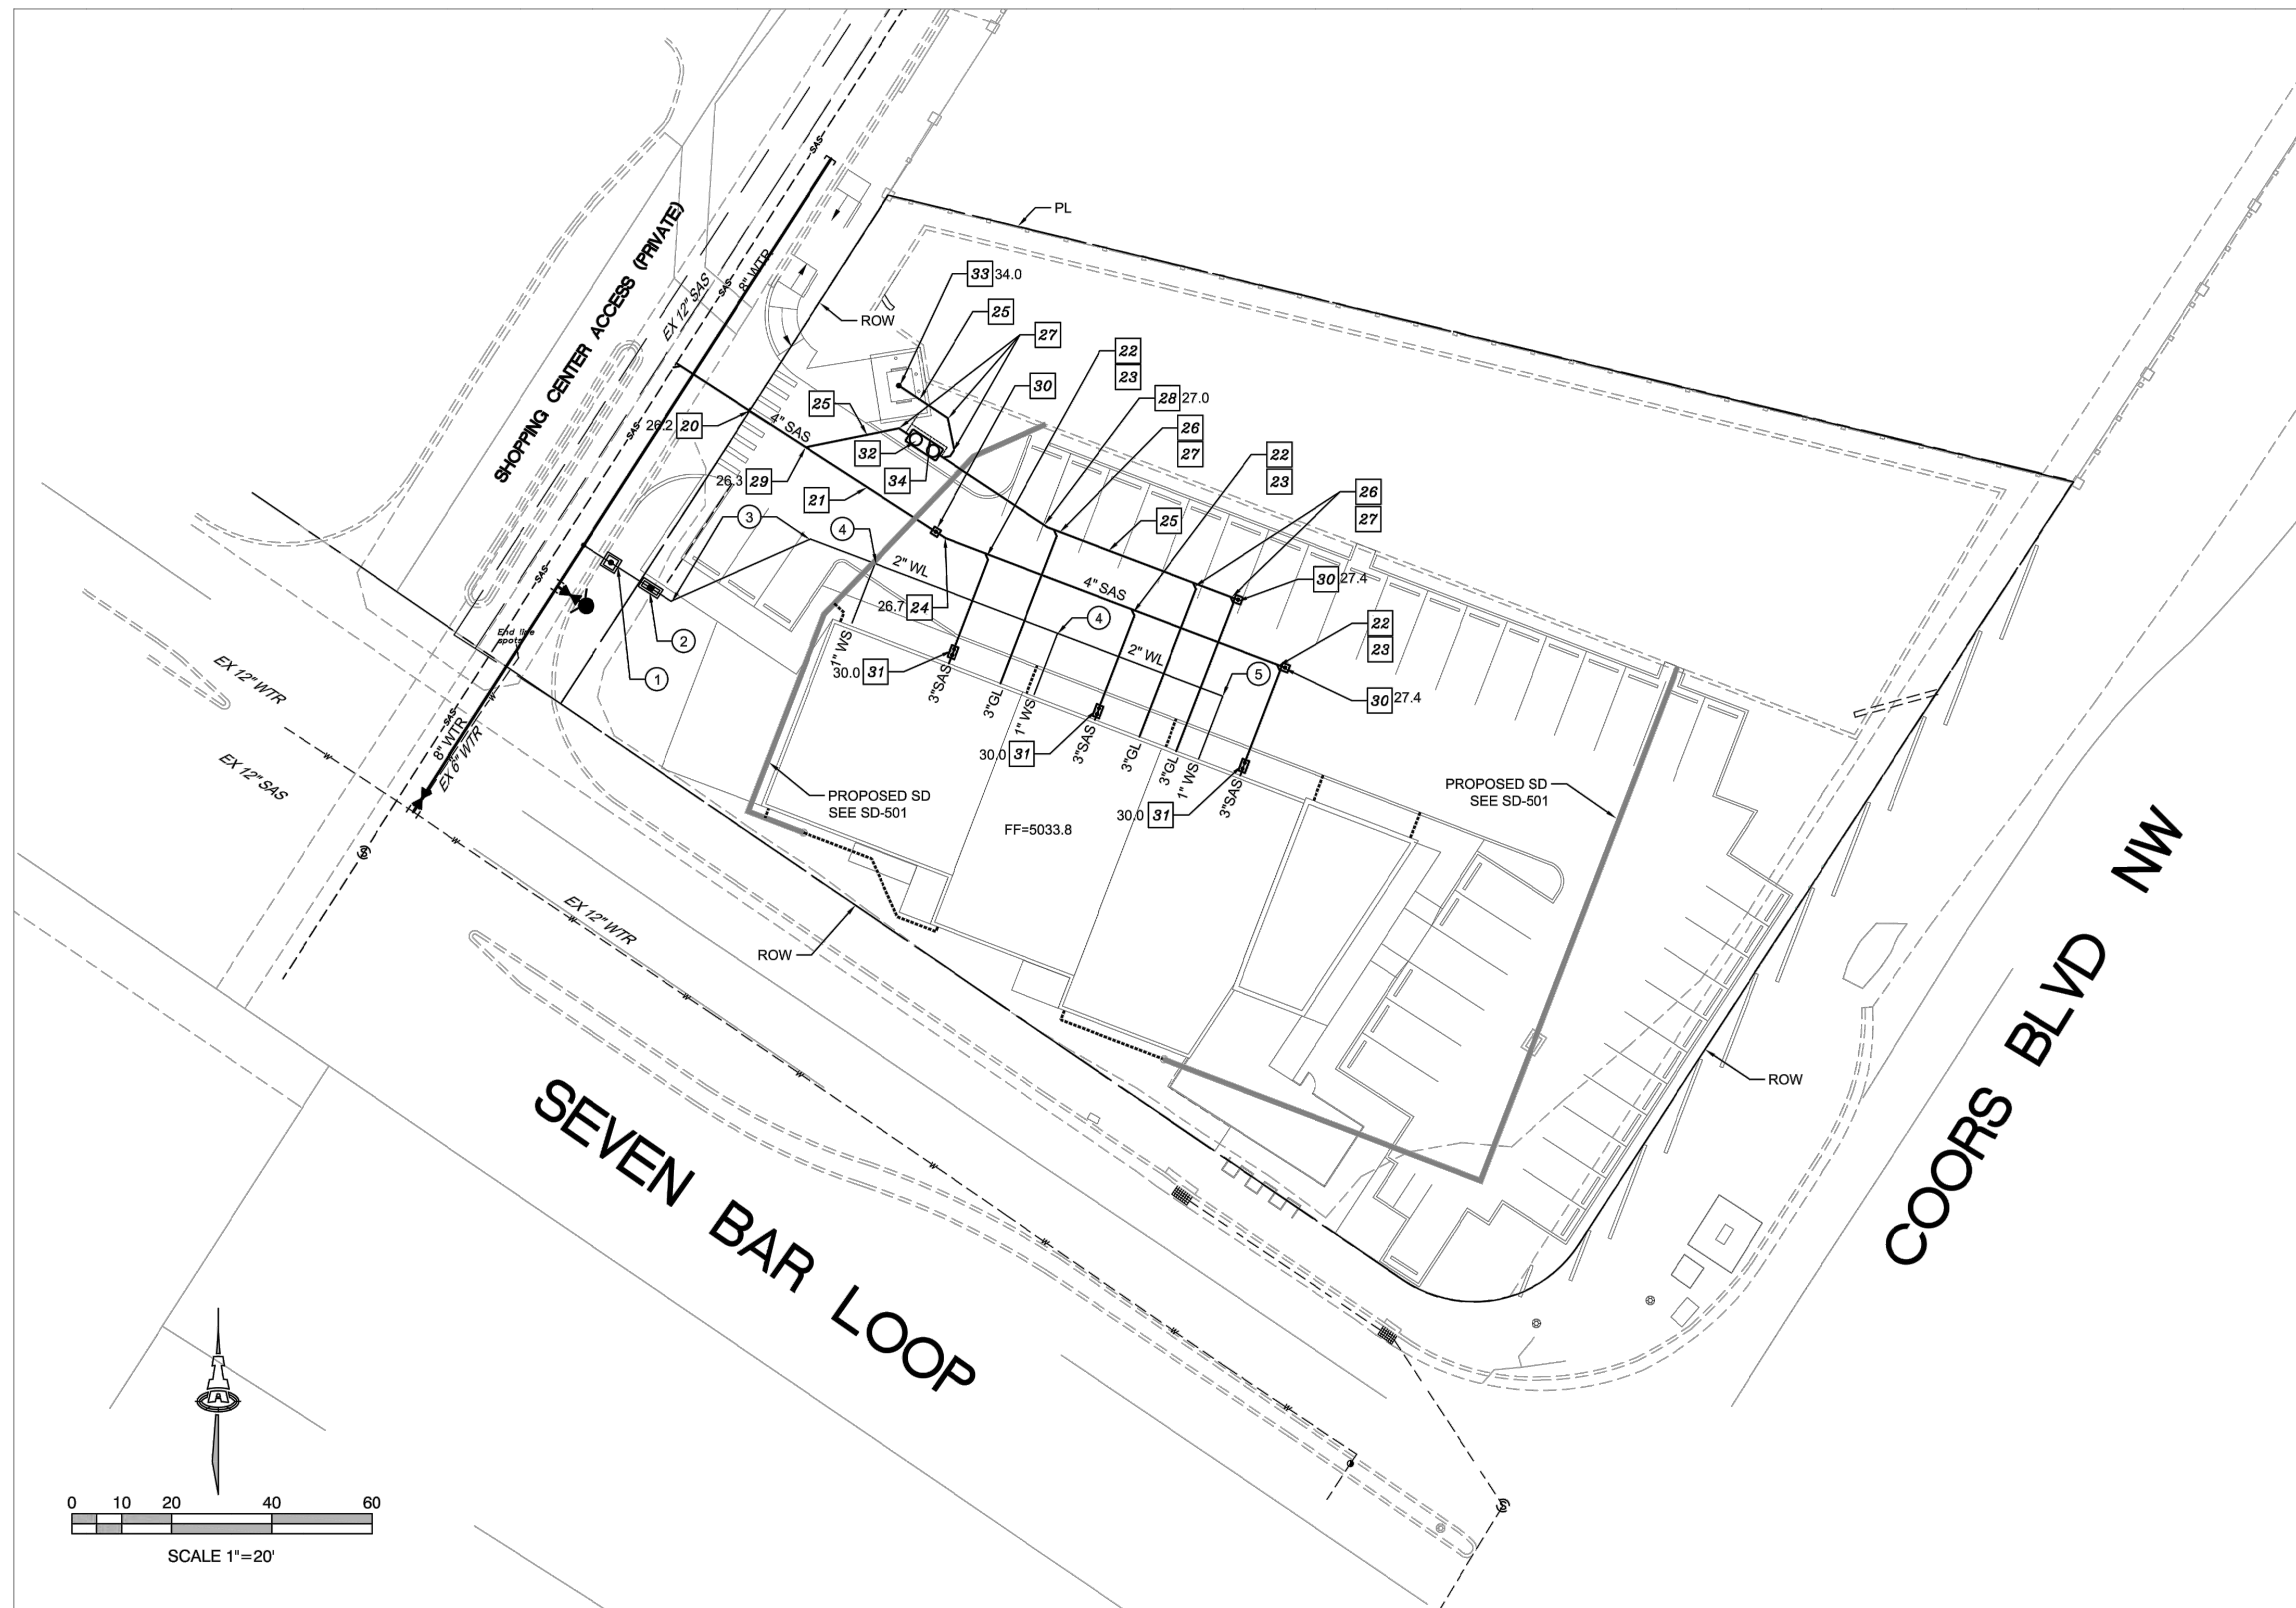 PL
-SAS-
8" WTR
-SAS-
EX 12" SAS
SHOPPING CENTER ACCESS (PRIVATE)
ROW
33 34.0
25
27
22
23
30
28 27.0
25
26
27
26.2 20
4" SAS
-SAS-
32
22
23
34
26.3 29
21
26
27
25
3
4
2" WL
4" SAS
30 27.4
-SAS-
26.7 24
4
22
23
End line
spots
2
1
1" WS
30.0 31
2" WL
5
3"SAS
3"GL
30 27.4
1" WS
EX 12" WTR
-SAS-
8" WTR
EX 6" WTR
30.0 31
3"SAS
3"GL
3"GL
1" WS
3"SAS
EX 12" SAS
PROPOSED SD
SEE SD-501
30.0 31
FF=5033.8
PROPOSED SD
SEE SD-501
EX 12" WTR
ROW
COORS BLVD NW
ROW
SEVEN BAR LOOP
0 10 20 40 60
SCALE 1"=20'